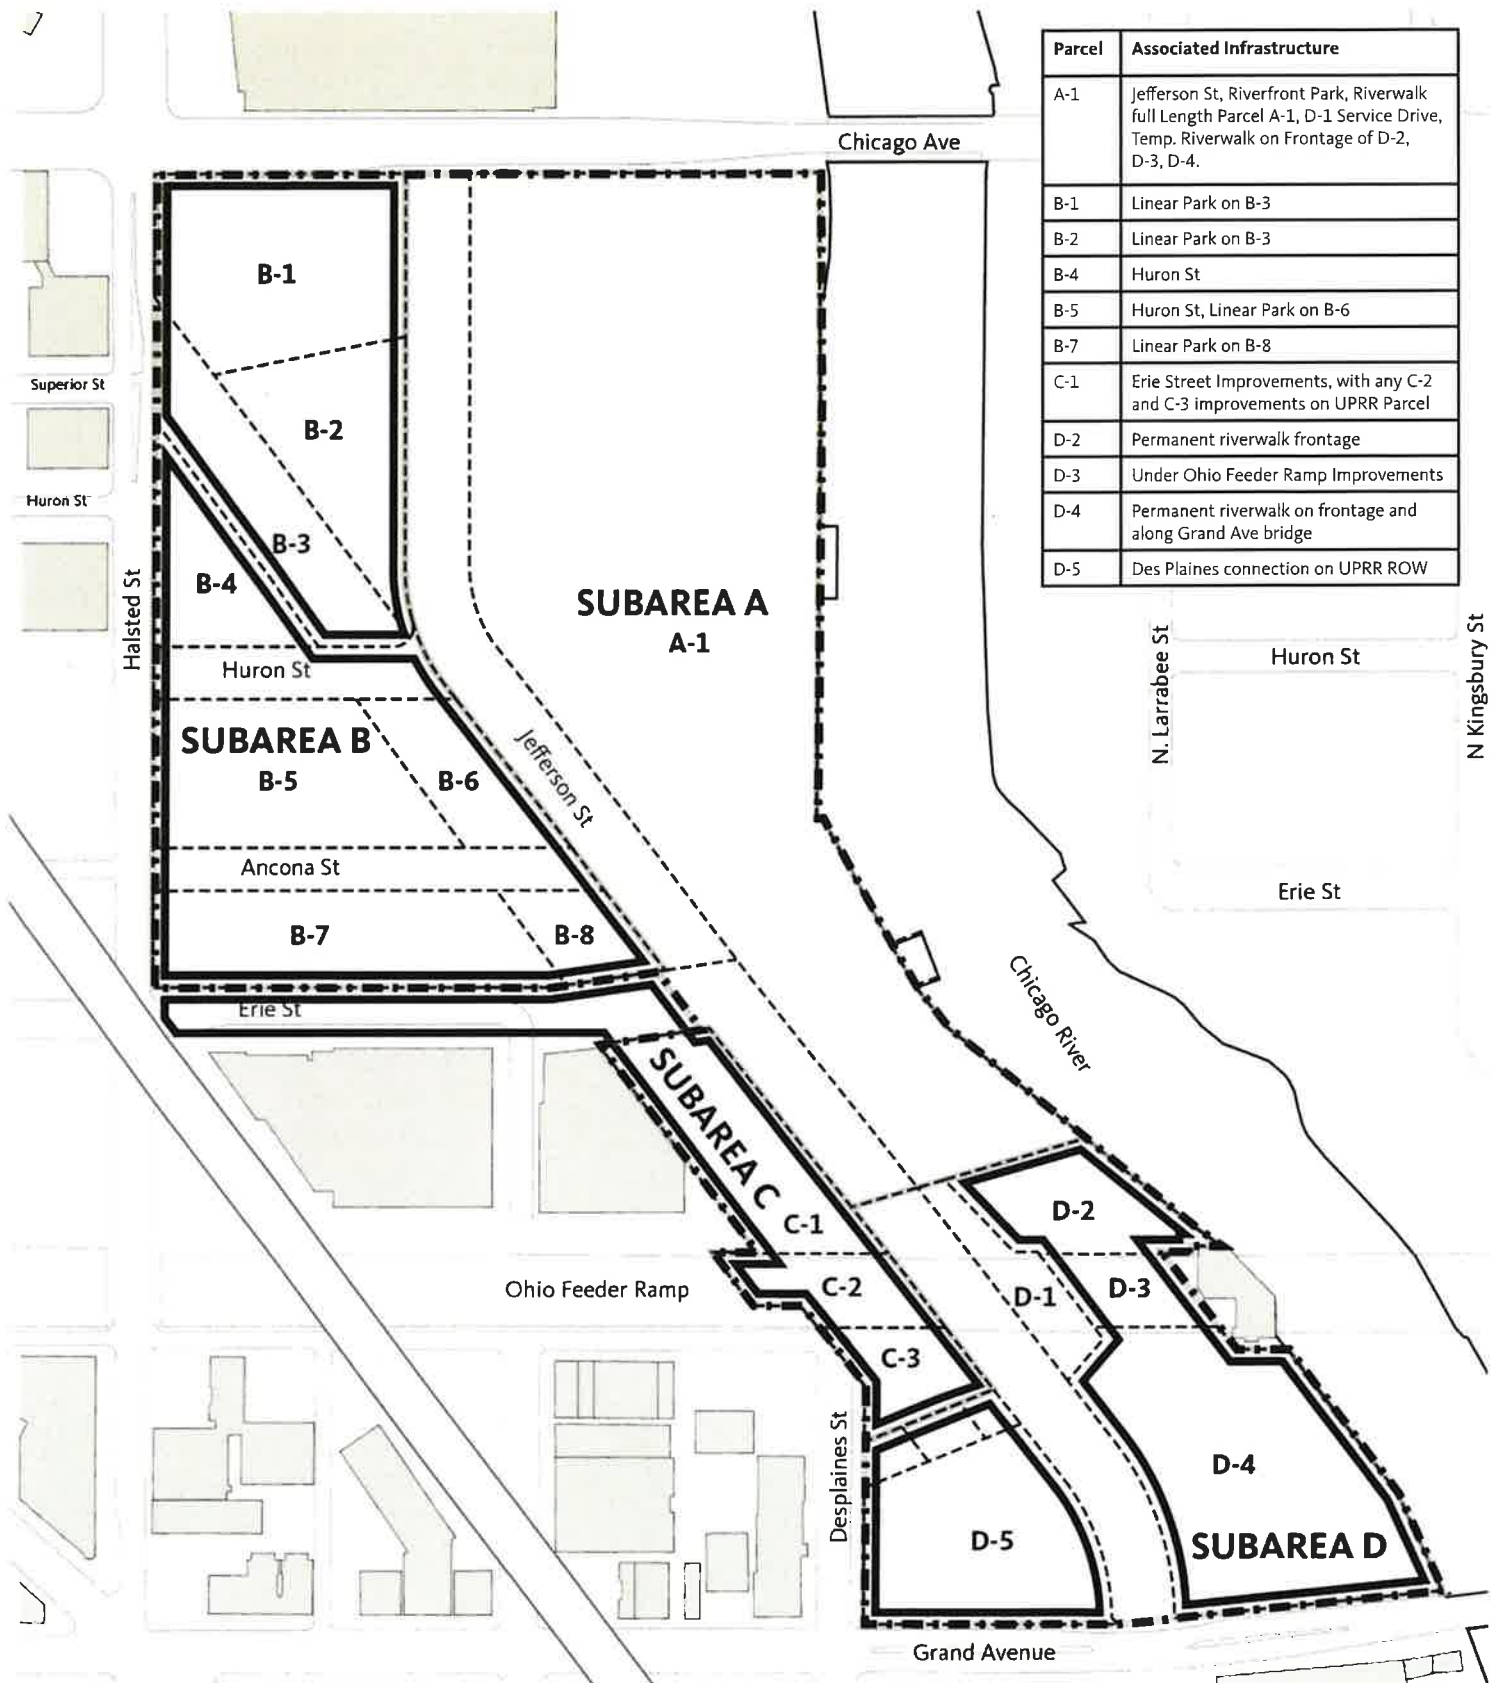 Parcel Associated Infrastructure
A-1 Jefferson St, Riverfront Park, Riverwalk
full Length Parcel A-1, D-1 Service Drive,
Temp. Riverwalk on Frontage of D-2,
D-3, D-4.
B-1 Linear Park on B-3
B-2 Linear Park on B-3
B-4 Huron St
B-5 Huron St, Linear Park on B-6
B-7 Linear Park on B-8
C-1 Erie Street Improvements, with any C-2
and C-3 improvements on UPRR Parcel
D-2 Permanent riverwalk frontage
D-3 Under Ohio Feeder Ramp Improvements
D-4 Permanent riverwalk on frontage and
along Grand Ave bridge
D-5 Des Plaines connection on UPRR ROW
Chicago Ave
B-1
Superior St
B-2
Huron St
B-3
B-4
Halsted St
SUBAREA A
A-1
N. Larrabee St
Huron St
N Kingsbury St
Huron St
SUBAREA B
B-5
B-6
Jefferson St
Ancona St
Erie St
B-7
B-8
Chicago River
Erie St
SUBAREA C
C-1
D-2
Ohio Feeder Ramp
C-2
D-1
D-3
C-3
Desplaines St
D-4
D-5
SUBAREA D
Grand Avenue